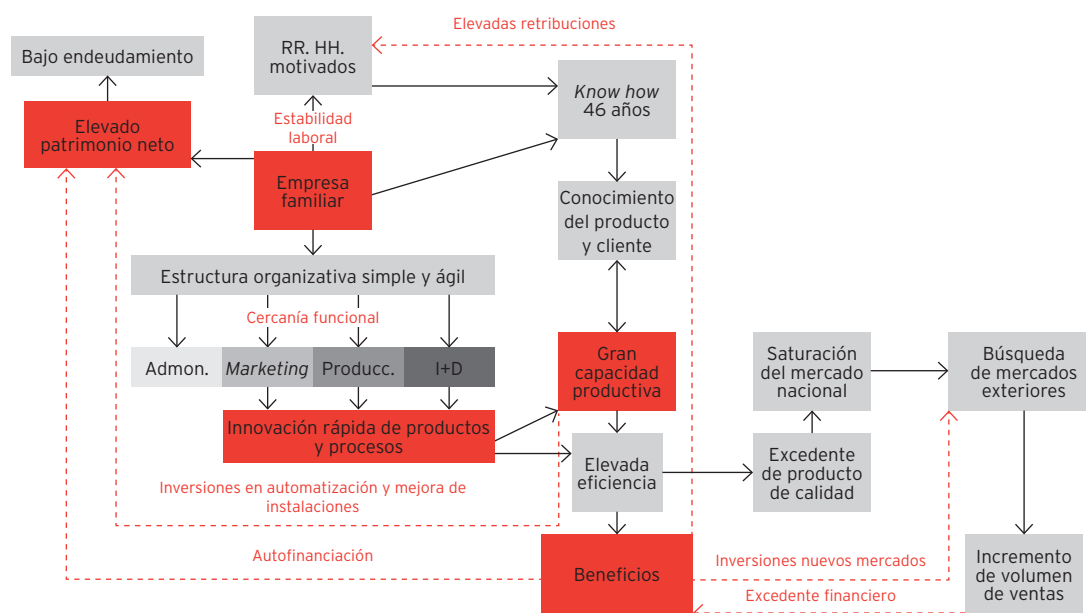 Elevadas retribuciones
Bajo endeudamiento
RR. HH.
motivados
Know how
46 años
Elevado
patrimonio neto
Estabilidad
laboral
Empresa
familiar
Conocimiento
del producto
y cliente
Estructura organizativa simple y ágil
Cercanía funcional
Admon.
Marketing
Producc.
I+D
Gran
capacidad
productiva
Saturación
del mercado
nacional
Búsqueda
de mercados
exteriores
Innovación rápida de productos
y procesos
Elevada
eficiencia
Excedente
de producto
de calidad
Inversiones en automatización y mejora de
instalaciones
Autofinanciación
Beneficios
Inversiones nuevos mercados
Excedente financiero
Incremento
de volumen
de ventas